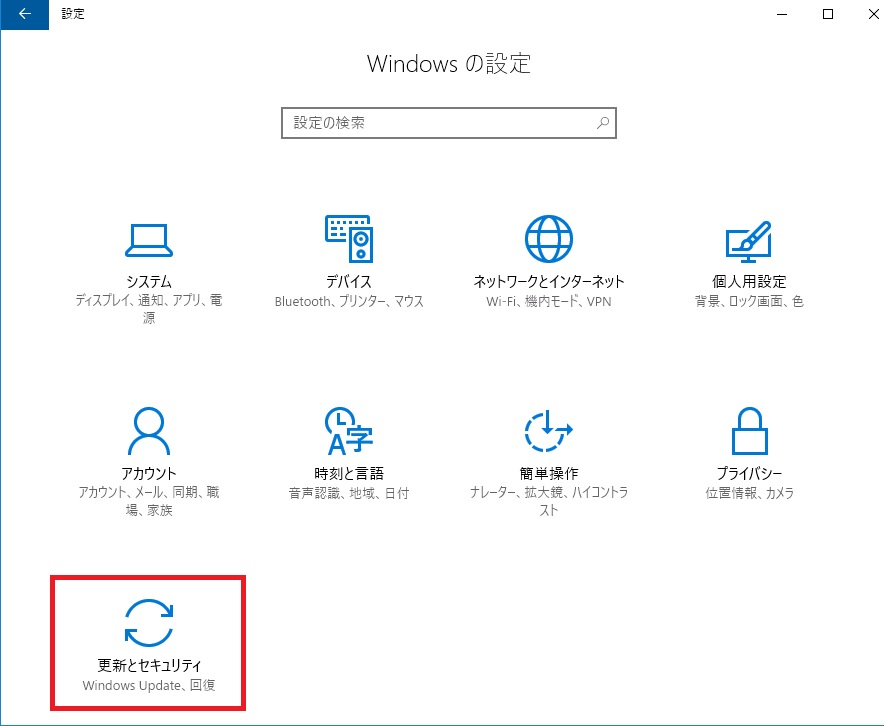 設定
Windows の設定
設定の検索
システム
ディスプレイ、通知、アプリ、電
源
デバイス
Bluetooth、プリンター、マウス
ネットワークとインターネット
Wi-Fi、機内モード、VPN
個人用設定
背景、ロック画面、色
アカウント
アカウント、メール、同期、職
場、家族
時刻と言語
音声認識、地域、日付
簡単操作
ナレーター、拡大鏡、ハイコントラ
スト
プライバシー
位置情報、カメラ
更新とセキュリティ
Windows Update、回復